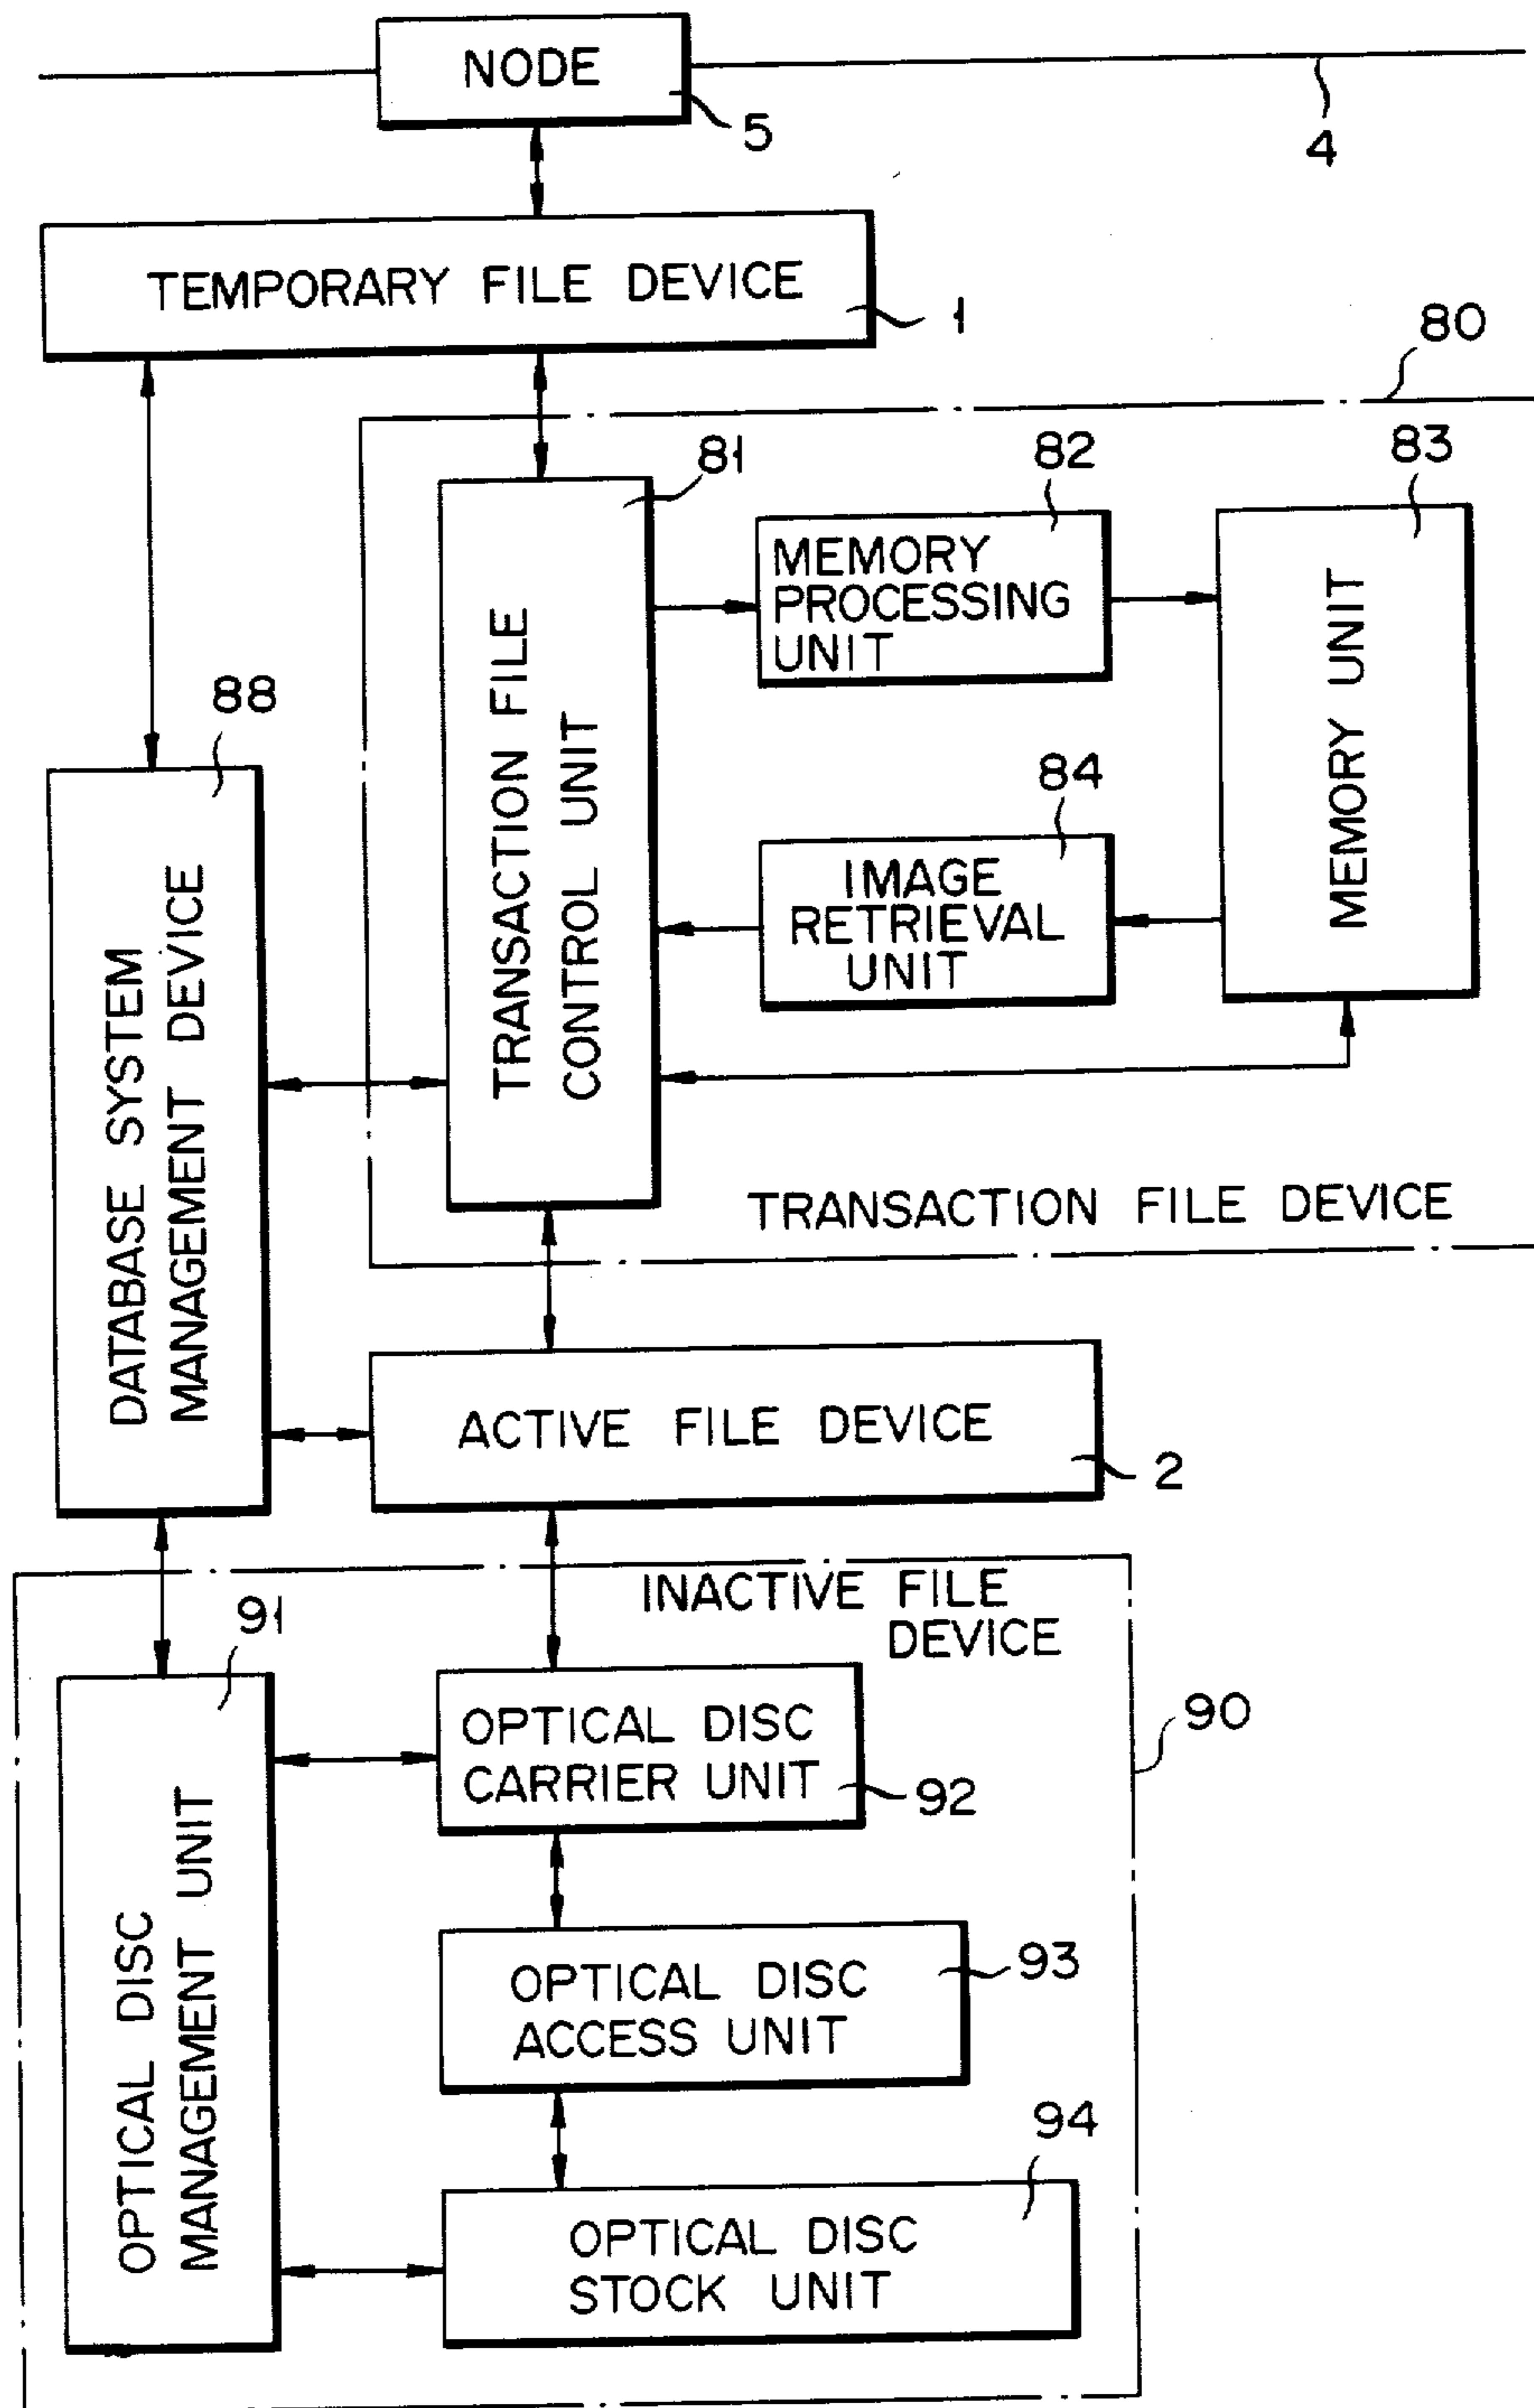 NODE
5
4
TEMPORARY FILE DEVICE
1
80
81
82
83
MEMORY
PROCESSING
UNIT
TRANSACTION FILE
CONTROL UNIT
MEMORY UNIT
88
84
IMAGE
RETRIEVAL
UNIT
DATABASE SYSTEM
MANAGEMENT DEVICE
TRANSACTION FILE DEVICE
ACTIVE FILE DEVICE
2
INACTIVE FILE
DEVICE
91
90
OPTICAL DISC
CARRIER UNIT
92
OPTICAL DISC
MANAGEMENT UNIT
93
OPTICAL DISC
ACCESS UNIT
94
OPTICAL DISC
STOCK UNIT